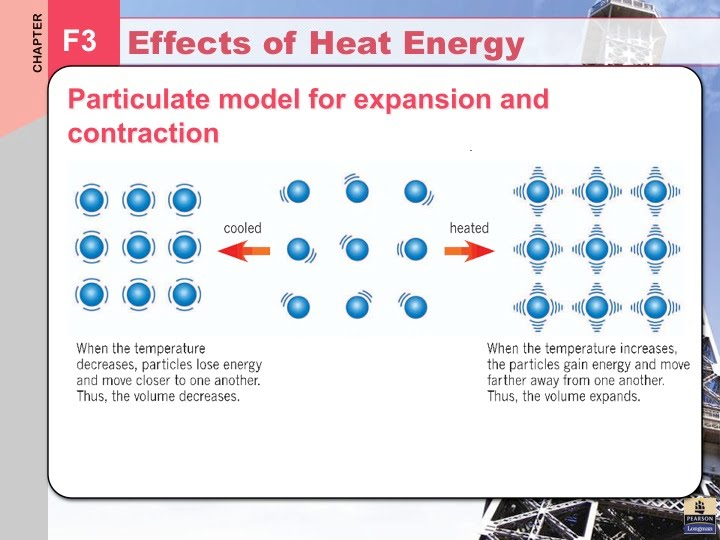 CHAPTER
F3
Effects of Heat Energy
Particulate model for expansion and
contraction
cooled
heated
When the temperature
decreases, particles lose energy
and move closer to one another.
Thus, the volume decreases.
When the temperature increases,
the particles gain energy and move
farther away from one another.
Thus, the volume expands.
PEARSON
Longman